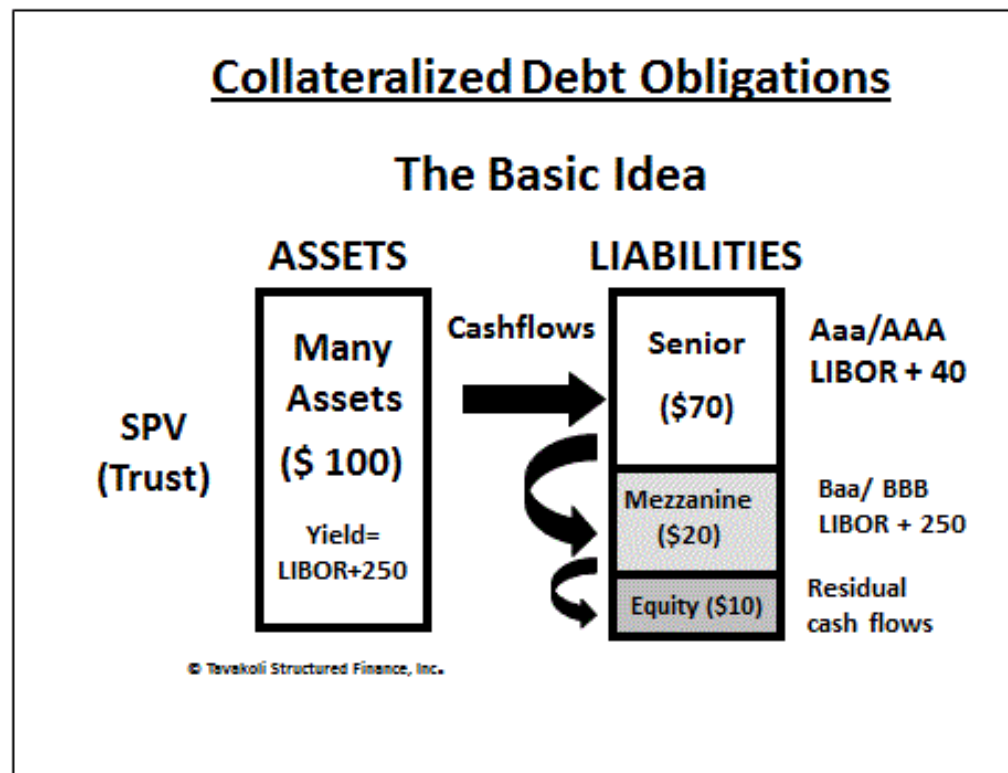 Collateralized Debt Obligations
The Basic Idea
ASSETS
LIABILITIES
SPV
(Trust)
Many
Assets
($ 100)
Yield=
LIBOR+250
Cashflows
Senior
($70)
Aaa/AAA
LIBOR + 40
Mezzanine
($20)
Baa/ BBB
LIBOR + 250
Equity ($10)
Residual
cash flows
© Tavakoli Structured Finance, Inc.